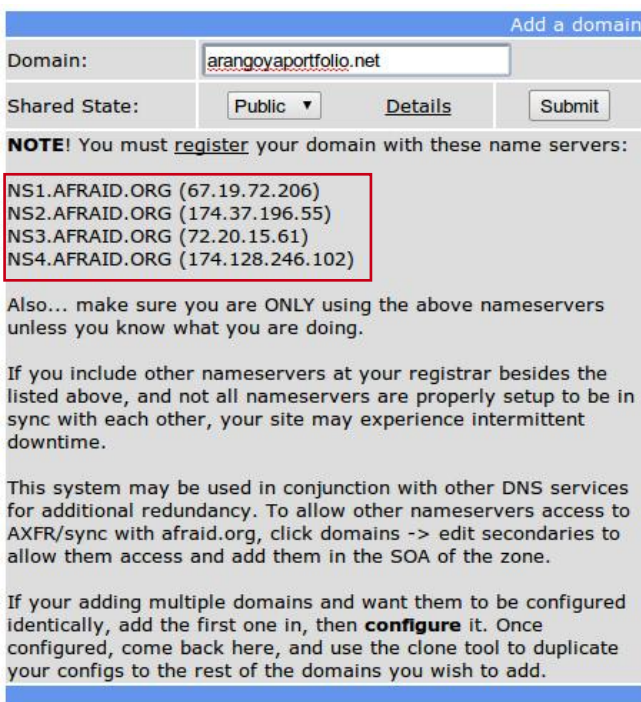 Add a domain
Domain: arangoyaportfolio.net
Shared State: Public ▼ Details Submit
NOTE! You must register your domain with these name servers:
NS1.AFRAID.ORG (67.19.72.206)
NS2.AFRAID.ORG (174.37.196.55)
NS3.AFRAID.ORG (72.20.15.61)
NS4.AFRAID.ORG (174.128.246.102)
Also... make sure you are ONLY using the above nameservers
unless you know what you are doing.
If you include other nameservers at your registrar besides the
listed above, and not all nameservers are properly setup to be in
sync with each other, your site may experience intermittent
downtime.
This system may be used in conjunction with other DNS services
for additional redundancy. To allow other nameservers access to
AXFR/sync with afraid.org, click domains -> edit secondaries to
allow them access and add them in the SOA of the zone.
If your adding multiple domains and want them to be configured
identically, add the first one in, then configure it. Once
configured, come back here, and use the clone tool to duplicate
your configs to the rest of the domains you wish to add.